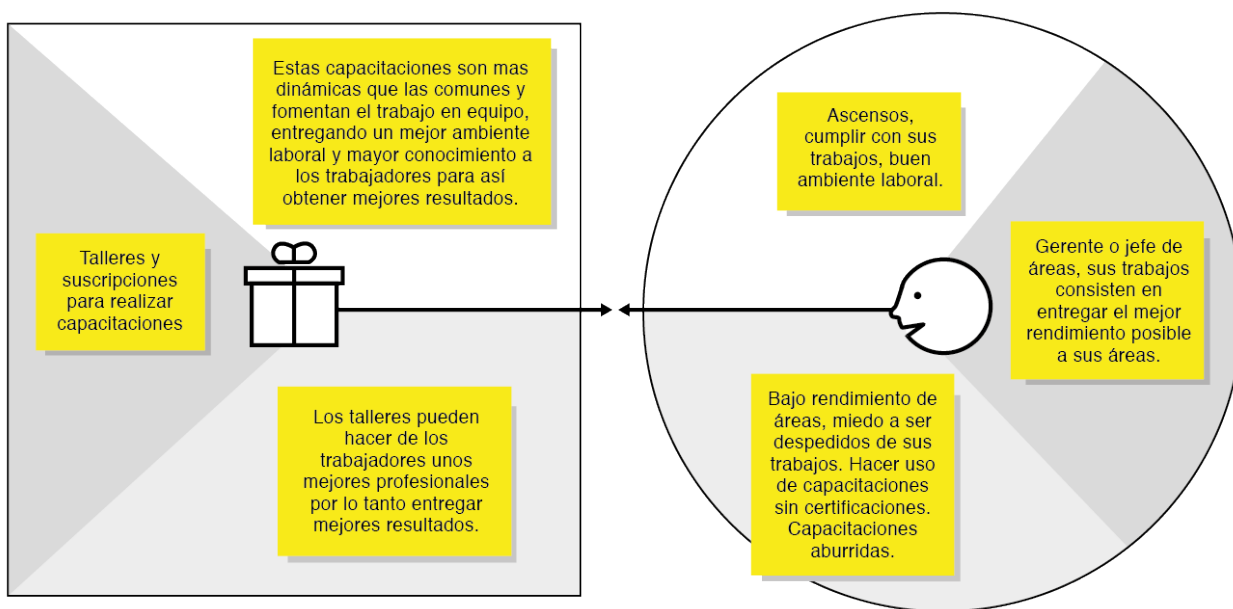 Estas capacitaciones son mas
dinámicas que las comunes y
fomentan el trabajo en equipo,
entregando un mejor ambiente
laboral y mayor conocimiento a
los trabajadores para así
obtener mejores resultados.
Talleres y
suscripciones
para realizar
capacitaciones
Los talleres pueden
hacer de los
trabajadores unos
mejores profesionales
por lo tanto entregar
mejores resultados.
Ascensos,
cumplir con sus
trabajos, buen
ambiente laboral.
Gerente o jefe de
áreas, sus trabajos
consisten en
entregar el mejor
rendimiento posible
a sus áreas.
Bajo rendimiento de
áreas, miedo a ser
despedidos de sus
trabajos. Hacer uso
de capacitaciones
sin certificaciones.
Capacitaciones
aburridas.